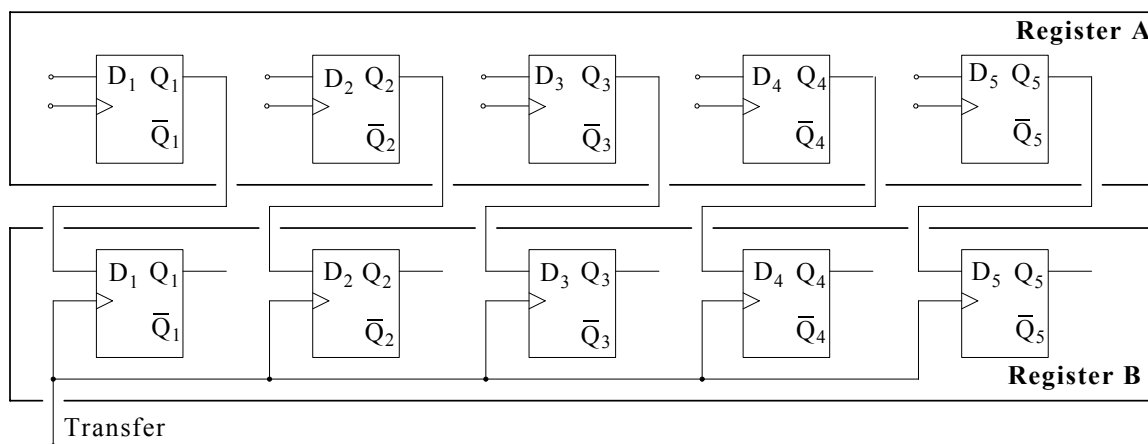 Register A
D₁ Q₁ D₂ Q₂ D₃ Q₃ D₄ Q₄ D₅ Q₅
Q̅₁ Q̅₂ Q̅₃ Q̅₄ Q̅₅
D₁ Q₁ D₂ Q₂ D₃ Q₃ D₄ Q₄ D₅ Q₅
Q̅₁ Q̅₂ Q̅₃ Q̅₄ Q̅₅
Register B
Transfer